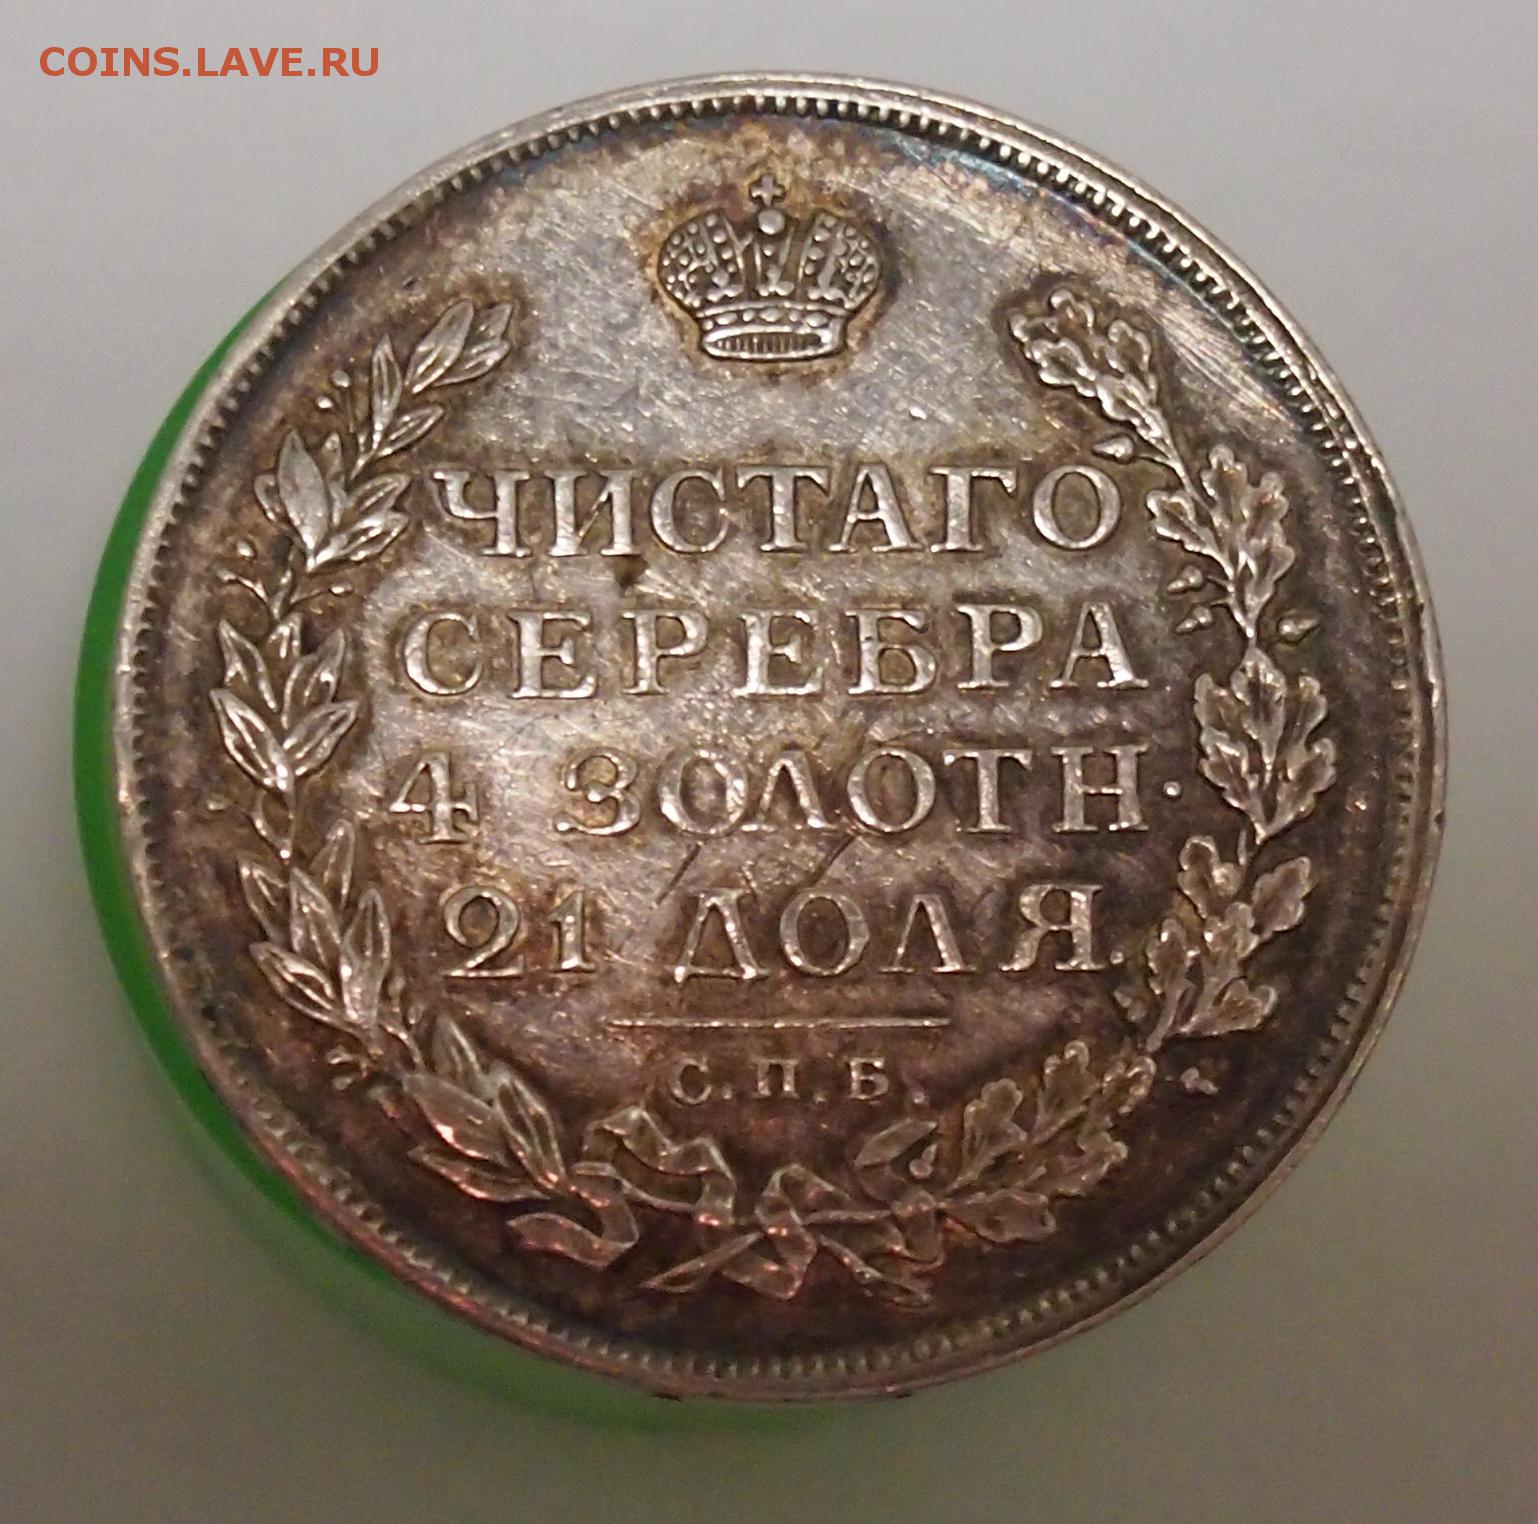 COINS.LAVE.RU
ЧИСТАГО
СЕРЕБРА
4 ЗОЛОТН.
21 ДОЛЯ.
С.П.Б.